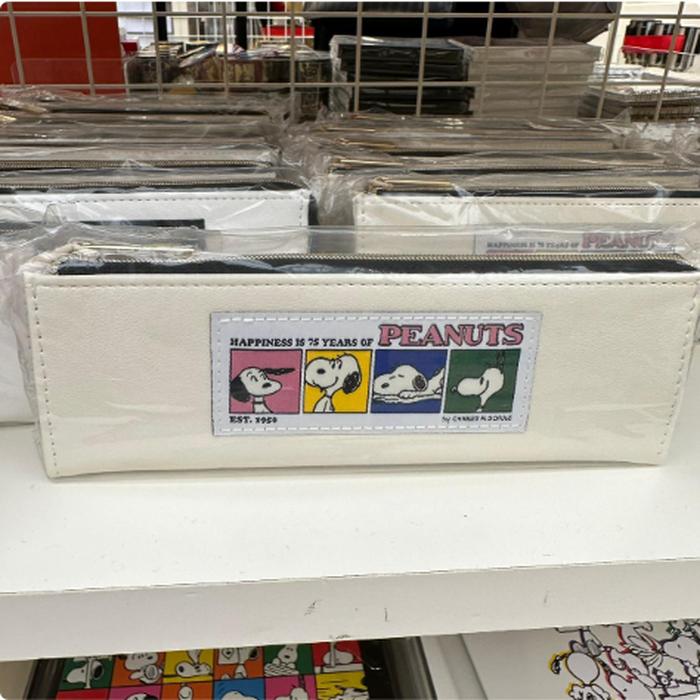 HAPPINESS IS 75 YEARS OF PEANUTS
EST. 1950
by CHARLES M. SCHULZ
HAPPINESS IS 75 YEARS OF PEANUTS